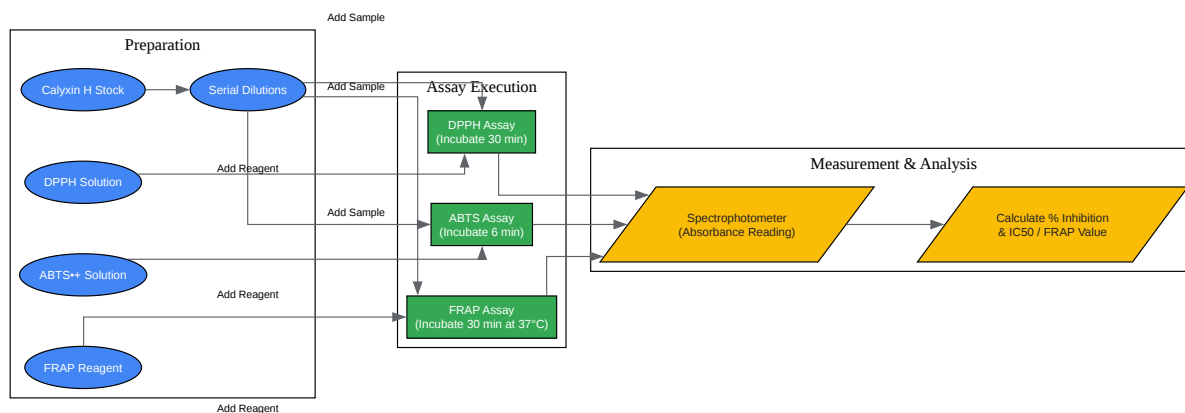 Add Sample
Preparation
Calyxin H Stock
Serial Dilutions
Add Sample
Assay Execution
DPPH Assay
(Incubate 30 min)
DPPH Solution
Add Reagent
Measurement & Analysis
Add Sample
ABTS Assay
(Incubate 6 min)
Spectrophotometer
(Absorbance Reading)
Calculate % Inhibition
& IC50 / FRAP Value
ABTS•+ Solution
Add Reagent
FRAP Assay
(Incubate 30 min at 37°C)
FRAP Reagent
Add Reagent